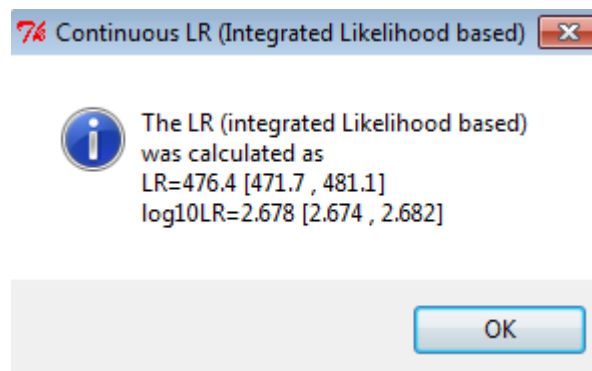 Continuous LR (Integrated Likelihood based)
The LR (integrated Likelihood based)
was calculated as
LR=476.4 [471.7 , 481.1]
log10LR=2.678 [2.674 , 2.682]
OK